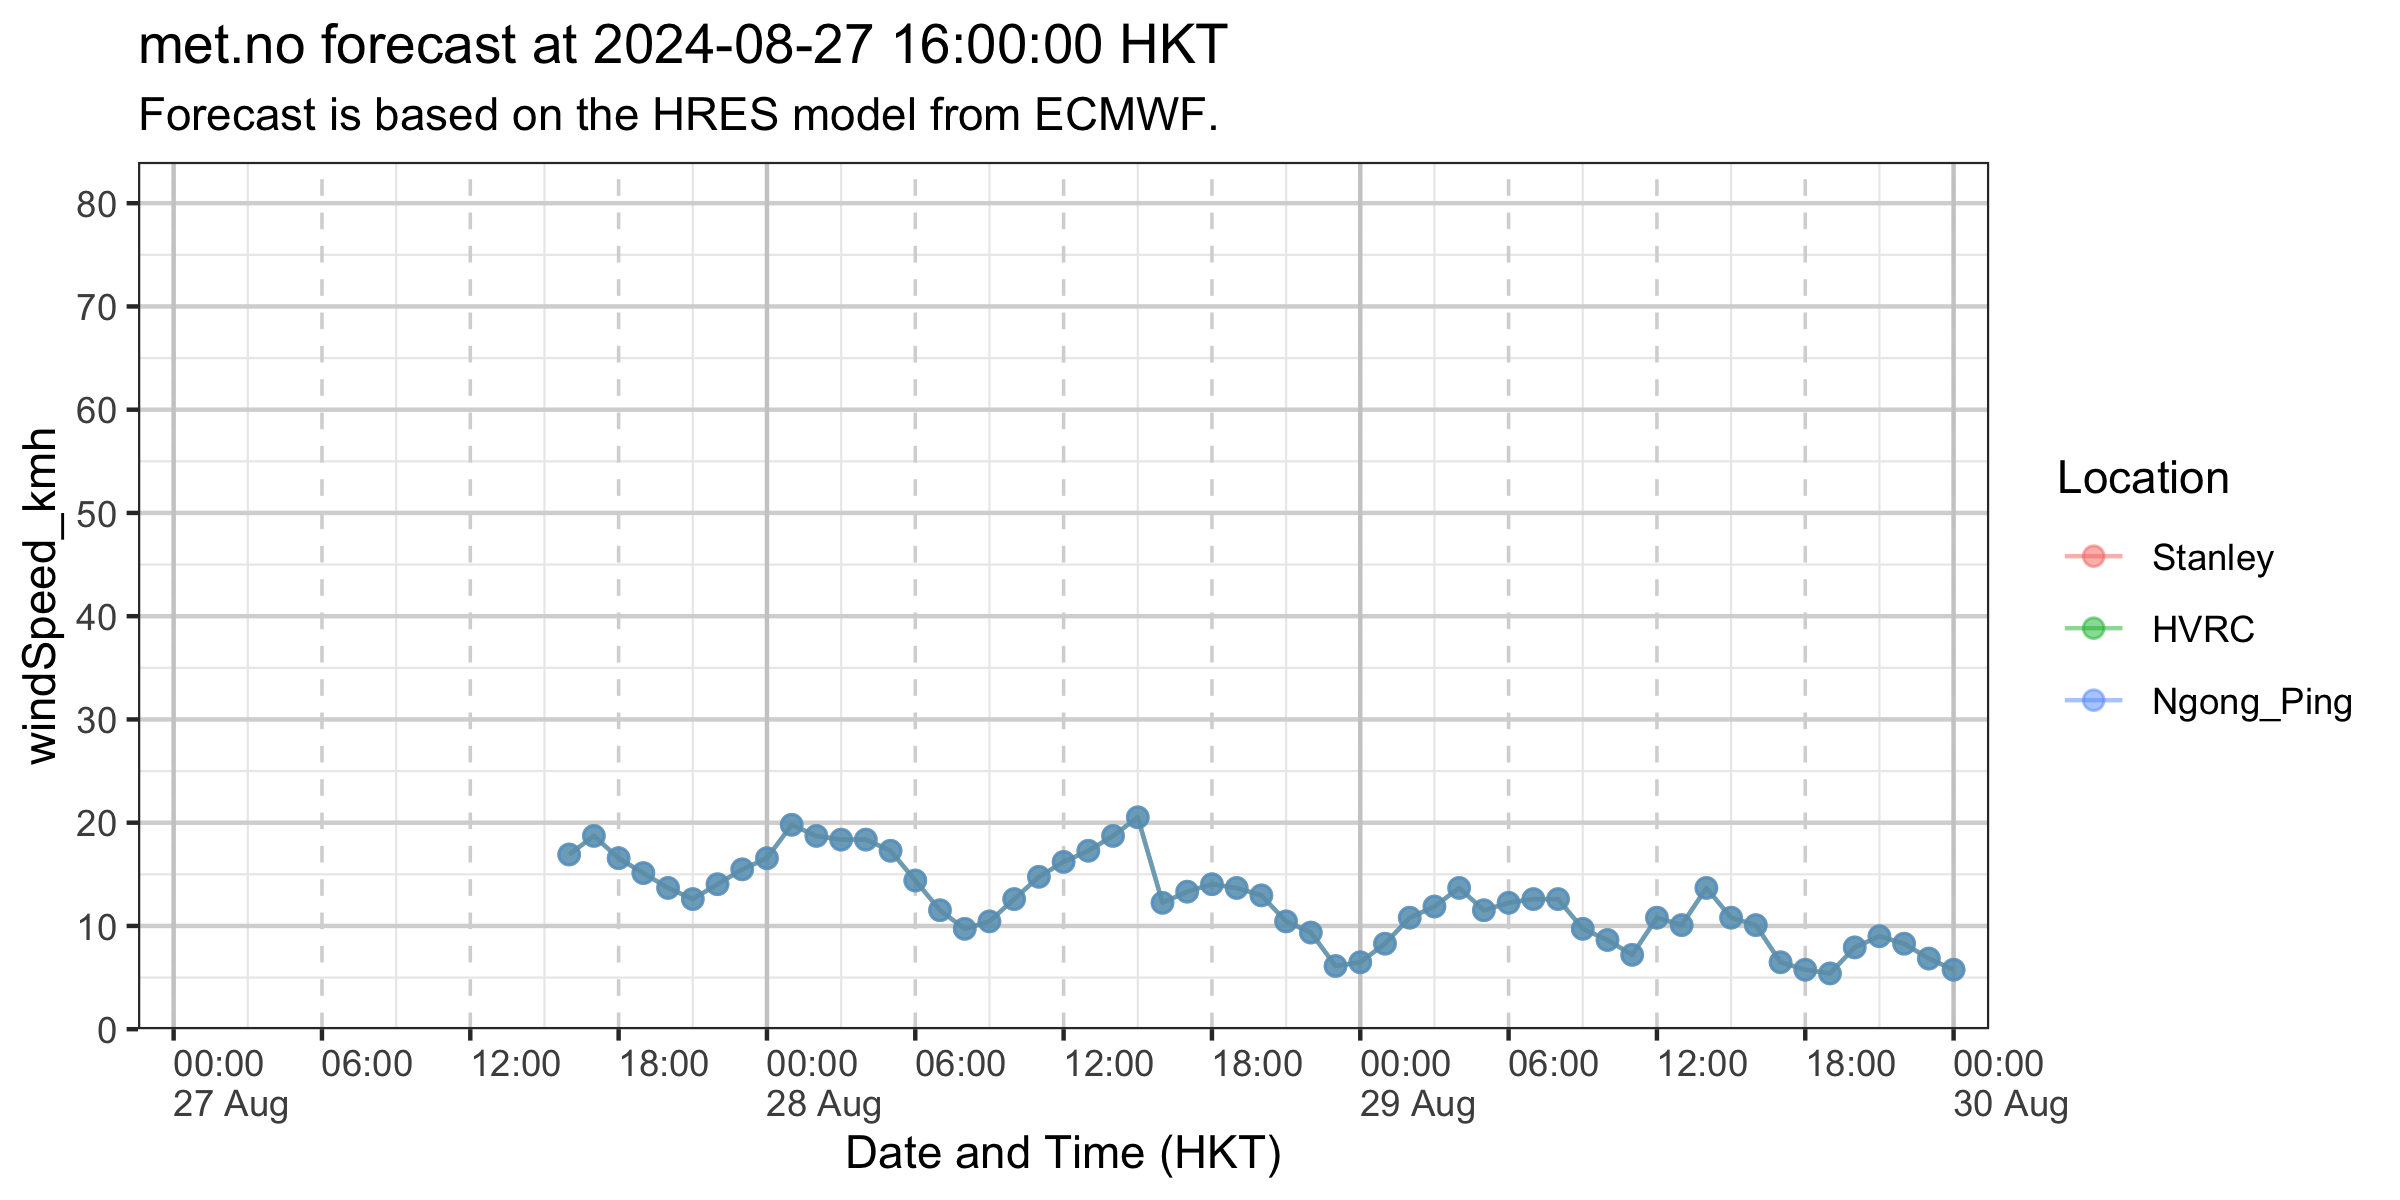 met.no forecast at 2024-08-27 16:00:00 HKT
Forecast is based on the HRES model from ECMWF.
windSpeed_kmh
80
70
60
50
40
30
20
10
0
00:00 06:00 12:00 18:00 00:00 06:00 12:00 18:00 00:00 06:00 12:00 18:00 00:00
27 Aug 28 Aug 29 Aug 30 Aug
Date and Time (HKT)
Location
Stanley
HVRC
Ngong_Ping